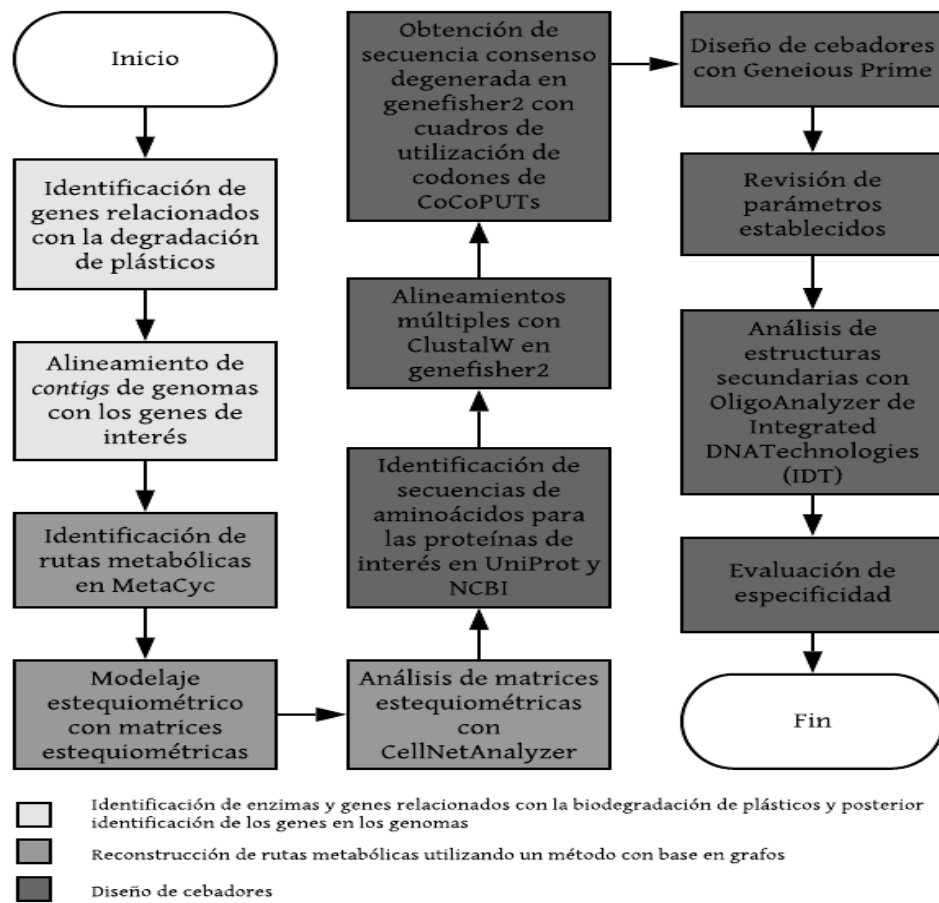 Inicio
Identificación de
genes relacionados
con la degradación
de plásticos
Alineamiento de
contigs de genomas
con los genes de
interés
Identificación de
rutas metabólicas
en MetaCyc
Modelaje
estequiométrico
con matrices
estequiométricas
Análisis de matrices
estequiométricas
con
CellNetAnalyzer
Identificación de
secuencias de
aminoácidos para
las proteínas de
interés en UniProt y
NCBI
Alineamientos
múltiples con
ClustalW en
genefisher2
Obtención de
secuencia consenso
degenerada en
genefisher2 con
cuadros de
utilización de
codones de
CoCoPUTs
Diseño de cebadores
con Geneious Prime
Revisión de
parámetros
establecidos
Análisis de
estructuras
secundarias con
OligoAnalyzer de
Integrated
DNATechnologies
(IDT)
Evaluación de
especificidad
Fin
Identificación de enzimas y genes relacionados con la biodegradación de plásticos y posterior
identificación de los genes en los genomas
Reconstrucción de rutas metabólicas utilizando un método con base en grafos
Diseño de cebadores